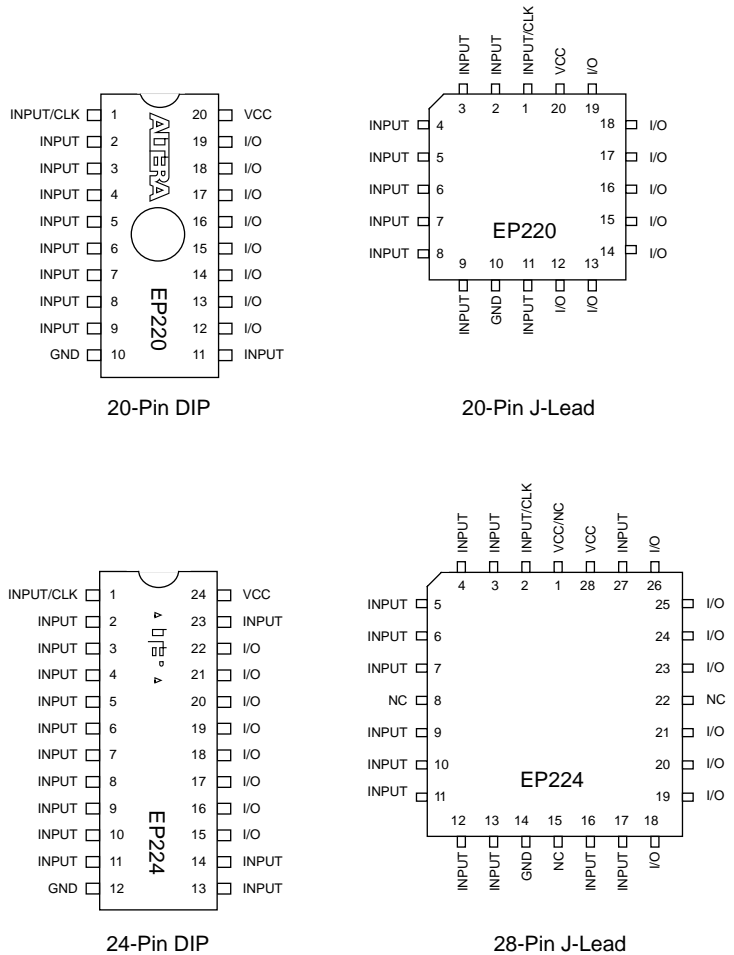 INPUT/CLK 1 20 VCC
INPUT 2 19 I/O
INPUT 3 18 I/O
INPUT 4 17 I/O
INPUT 5 16 I/O
INPUT 6 15 I/O
INPUT 7 14 I/O
INPUT 8 13 I/O
INPUT 9 12 I/O
GND 10 11 INPUT
ALTERA
EP220
20-Pin DIP
INPUT INPUT INPUT/CLK VCC I/O
3 2 1 20 19
INPUT 4 18 I/O
INPUT 5 17 I/O
INPUT 6 16 I/O
INPUT 7 15 I/O
INPUT 8 14 I/O
EP220
9 10 11 12 13
INPUT GND INPUT I/O I/O
20-Pin J-Lead
INPUT/CLK 1 24 VCC
INPUT 2 23 INPUT
INPUT 3 22 I/O
INPUT 4 21 I/O
INPUT 5 20 I/O
INPUT 6 19 I/O
INPUT 7 18 I/O
INPUT 8 17 I/O
INPUT 9 16 I/O
INPUT 10 15 I/O
INPUT 11 14 INPUT
GND 12 13 INPUT
EP224
24-Pin DIP
INPUT INPUT INPUT/CLK VCC/NC VCC INPUT I/O
4 3 2 1 28 27 26
INPUT 5 25 I/O
INPUT 6 24 I/O
INPUT 7 23 I/O
NC 8 22 NC
INPUT 9 21 I/O
INPUT 10 20 I/O
INPUT 11 19 I/O
EP224
12 13 14 15 16 17 18
INPUT INPUT GND NC INPUT INPUT I/O
28-Pin J-Lead